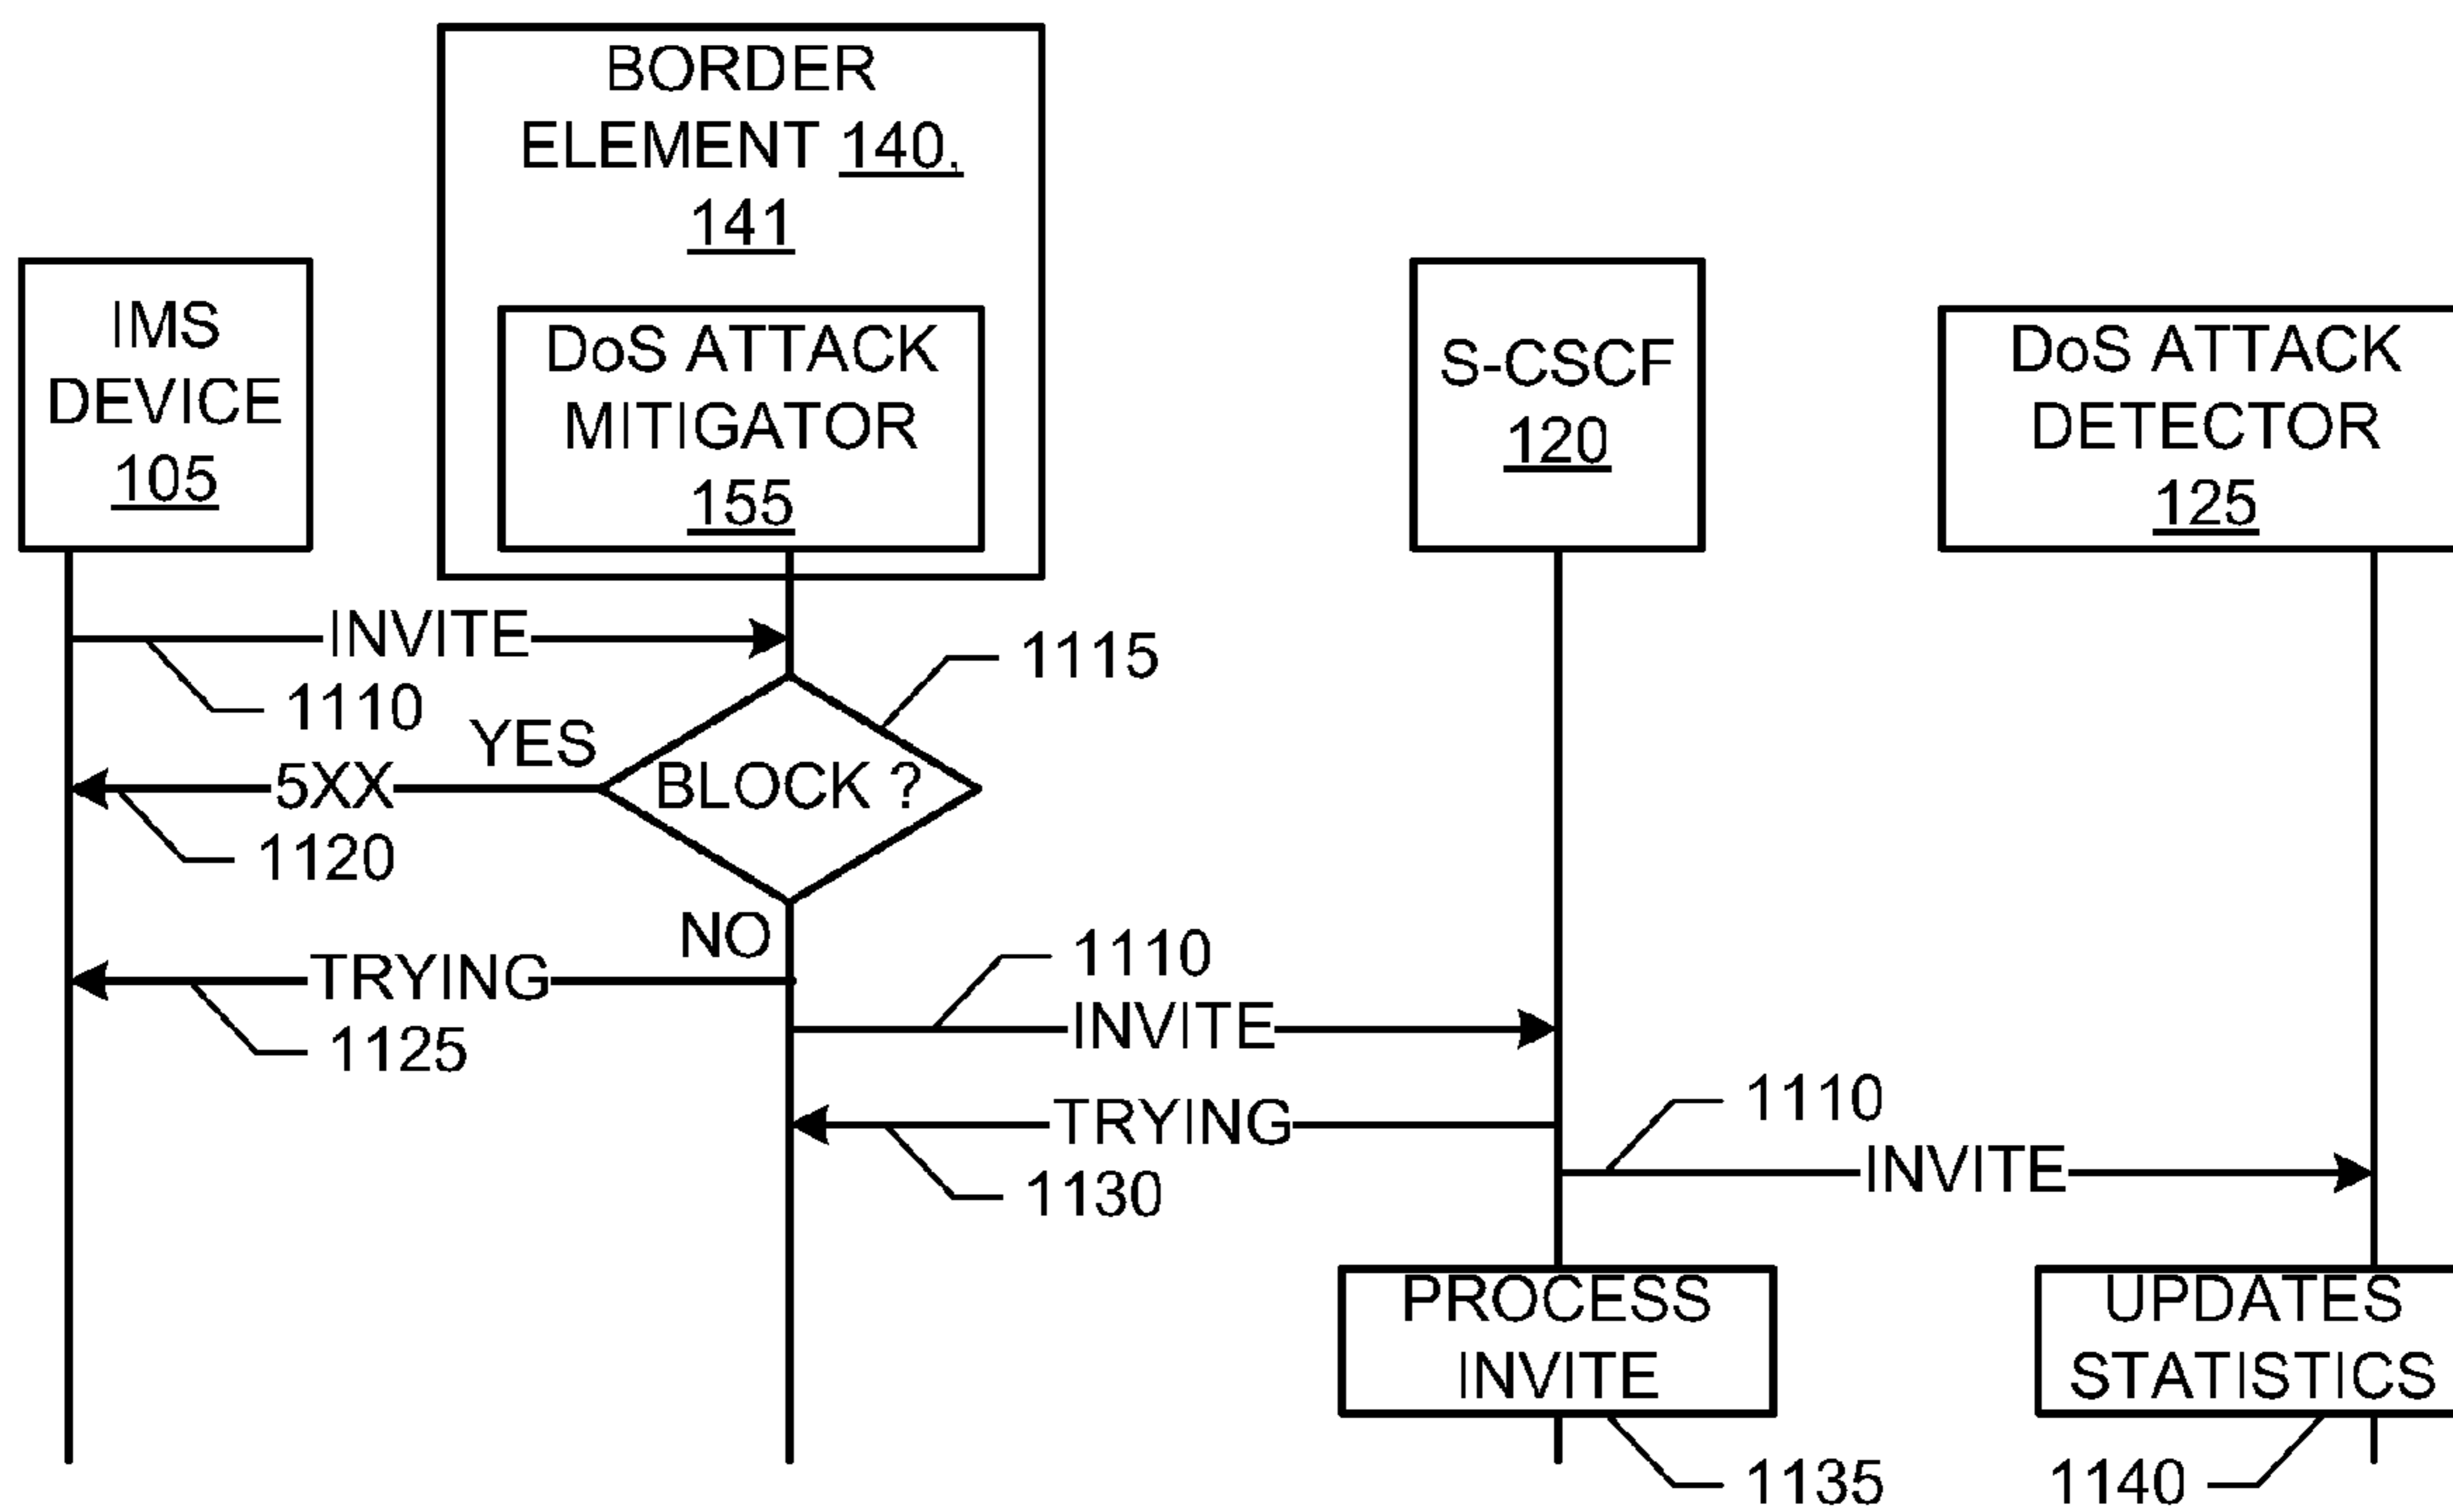 BORDER
ELEMENT 140,
141
IMS
DEVICE
105
DoS ATTACK
MITIGATOR
155
S-CSCF
120
DoS ATTACK
DETECTOR
125
INVITE
1110
1115
YES
BLOCK ?
5XX
1120
NO
TRYING
1125
1110
INVITE
TRYING
1130
1110
INVITE
PROCESS
INVITE
1135
UPDATES
STATISTICS
1140